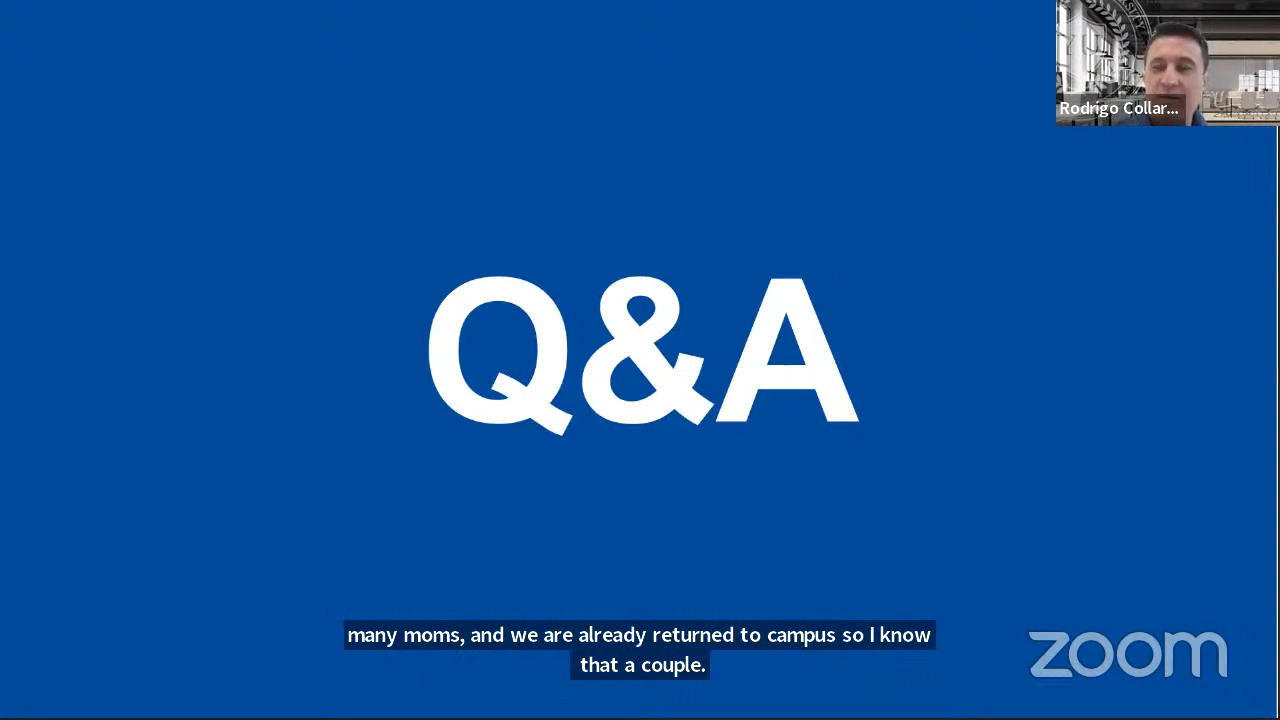 Rodrigo Collar...
Q&A
many moms, and we are already returned to campus so I know
that a couple.
zoom